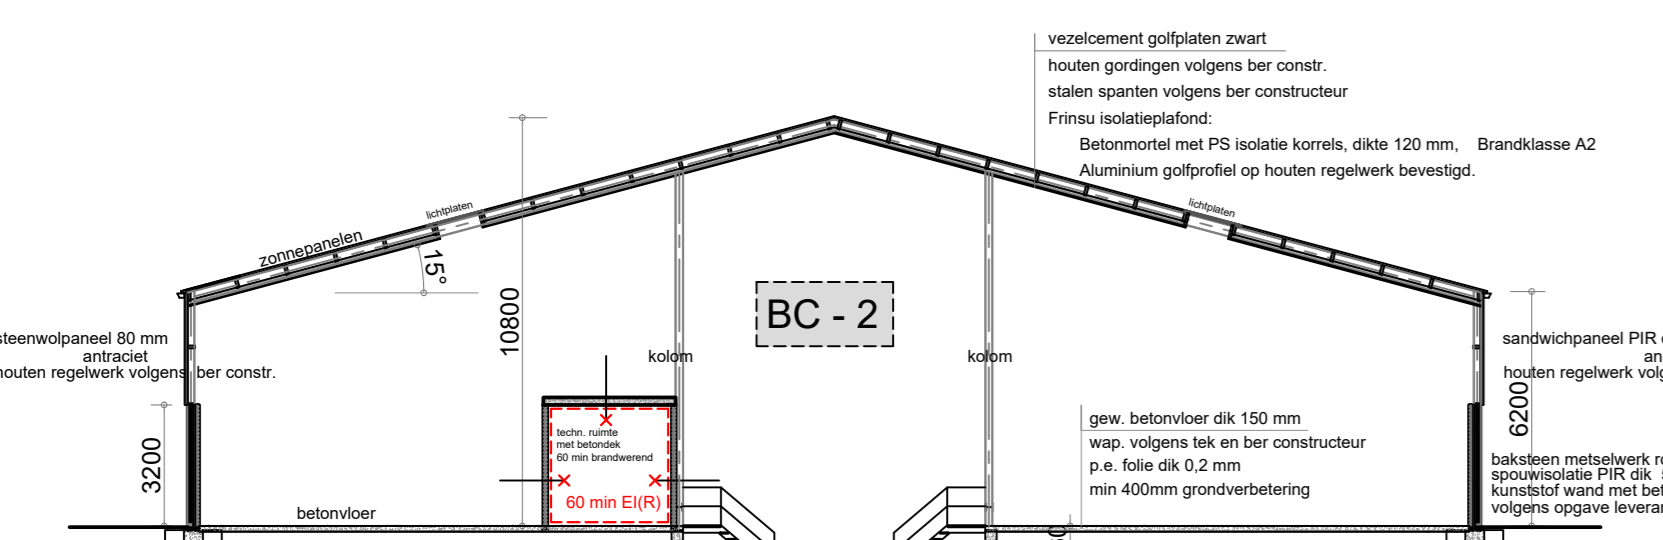 vezelcement golfplaten zwart
houten gordingen volgens ber constr.
stalen spanten volgens ber constructeur
Frinsu isolatieplafond:
Betonmortel met PS isolatie korrels, dikte 120 mm, Brandklasse A2
Aluminium golfprofiel op houten regelwerk bevestigd.
lichtplaten
lichtplaten
zonnepanelen
15°
10800
BC - 2
steenwolpaneel 80 mm
antraciet
houten regelwerk volgens ber constr.
kolom
kolom
sandwichpaneel PIR
an
houten regelwerk volg
6200
3200
techn. ruimte
met betondek
60 min brandwerend
60 min EI(R)
gew. betonvloer dik 150 mm
wap. volgens tek en ber constructeur
p.e. folie dik 0,2 mm
min 400mm grondverbetering
baksteen metselwerk ro
spouwisolatie PIR dik
kunststof wand met bet
volgens opgave leveran
betonvloer